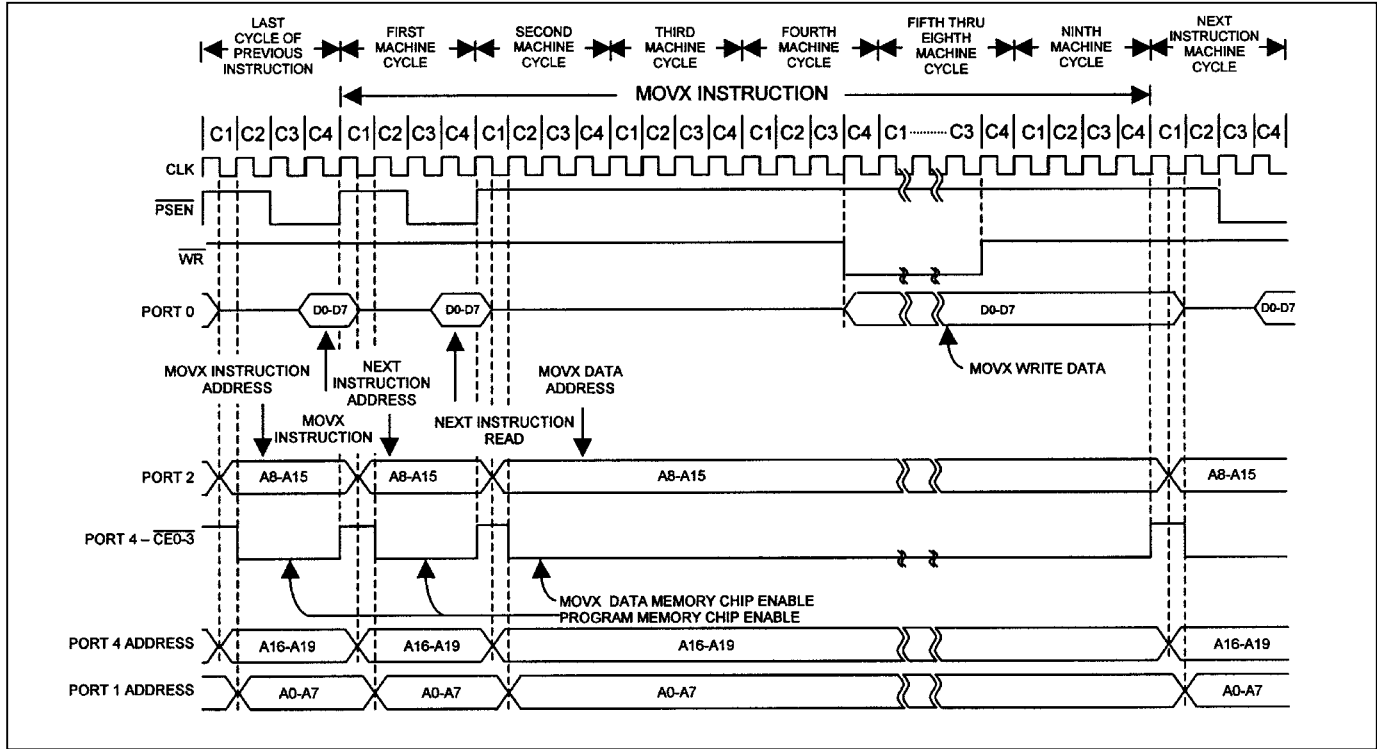 LAST CYCLE OF PREVIOUS INSTRUCTION
FIRST MACHINE CYCLE
SECOND MACHINE CYCLE
THIRD MACHINE CYCLE
FOURTH MACHINE CYCLE
FIFTH THRU EIGHTH MACHINE CYCLE
NINTH MACHINE CYCLE
NEXT INSTRUCTION MACHINE CYCLE
MOVX INSTRUCTION
C1 C2 C3 C4 C1 C2 C3 C4 C1 C2 C3 C4 C1 C2 C3 C4 C1 C2 C3 C4 C1.........C3 C4 C1 C2 C3 C4 C1 C2 C3 C4
CLK
PSEN
WR
PORT 0 D0-D7 D0-D7 D0-D7 D0-D7
MOVX INSTRUCTION ADDRESS
NEXT INSTRUCTION ADDRESS
MOVX DATA ADDRESS
MOVX WRITE DATA
MOVX INSTRUCTION
NEXT INSTRUCTION READ
PORT 2 A8-A15 A8-A15 A8-A15 A8-A15
PORT 4 – CE0-3
MOVX DATA MEMORY CHIP ENABLE
PROGRAM MEMORY CHIP ENABLE
PORT 4 ADDRESS A16-A19 A16-A19 A16-A19 A16-A19
PORT 1 ADDRESS A0-A7 A0-A7 A0-A7 A0-A7